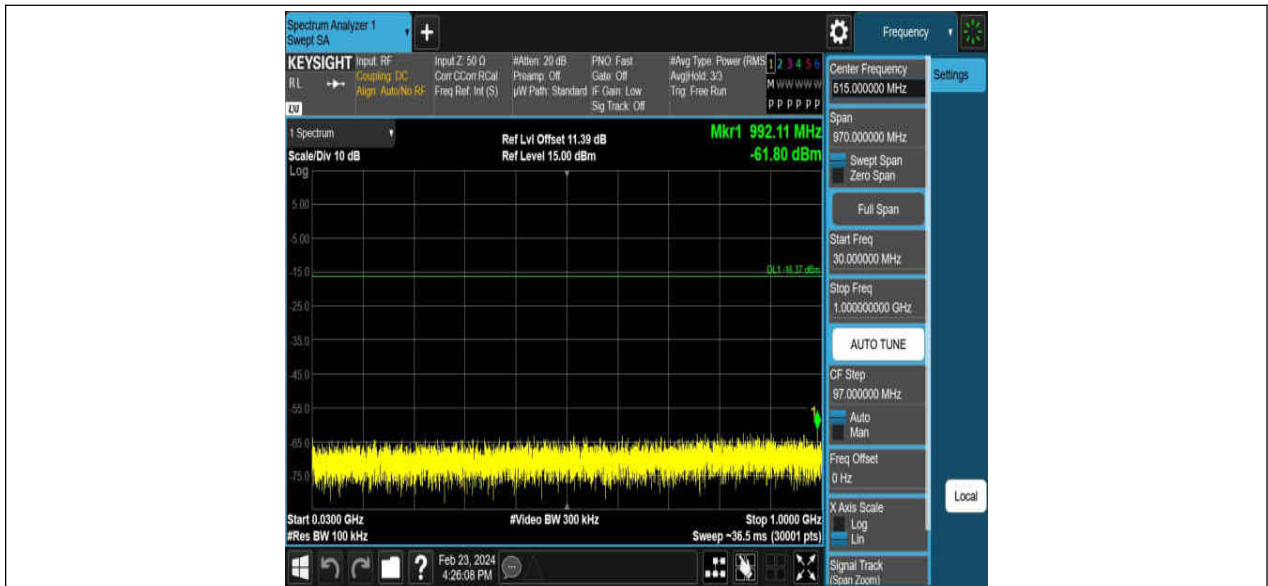 Spectrum Analyzer 1
Swept SA
+
Frequency
KEYSIGHT
RL
LXI
Input: RF
Coupling: DC
Align: Auto/No RF
Input Z: 50 Ω
Corr CCorr RCal
Freq Ref: Int (S)
#Atten: 20 dB
Preamp: Off
µW Path: Standard
PNO: Fast
Gate: Off
IF Gain: Low
Sig Track: Off
#Avg Type: Power (RMS
Avg|Hold: 3/3
Trig: Free Run
1 2 3 4 5 6
M W W W W W
P P P P P P
1 Spectrum
Scale/Div 10 dB
Ref Lvl Offset 11.39 dB
Ref Level 15.00 dBm
Mkr1 992.11 MHz
-61.80 dBm
Log
5.00
-5.00
-15.0
DL1 -16.37 dBm
-25.0
-35.0
-45.0
-55.0
1
-65.0
-75.0
Start 0.0300 GHz
#Res BW 100 kHz
#Video BW 300 kHz
Stop 1.0000 GHz
Sweep ~36.5 ms (30001 pts)
Feb 23, 2024
4:26:08 PM
?
Center Frequency
515.000000 MHz
Span
970.000000 MHz
Swept Span
Zero Span
Full Span
Start Freq
30.000000 MHz
Stop Freq
1.000000000 GHz
AUTO TUNE
CF Step
97.000000 MHz
Auto
Man
Freq Offset
0 Hz
X Axis Scale
Log
Lin
Signal Track
(Span Zoom)
Settings
Local